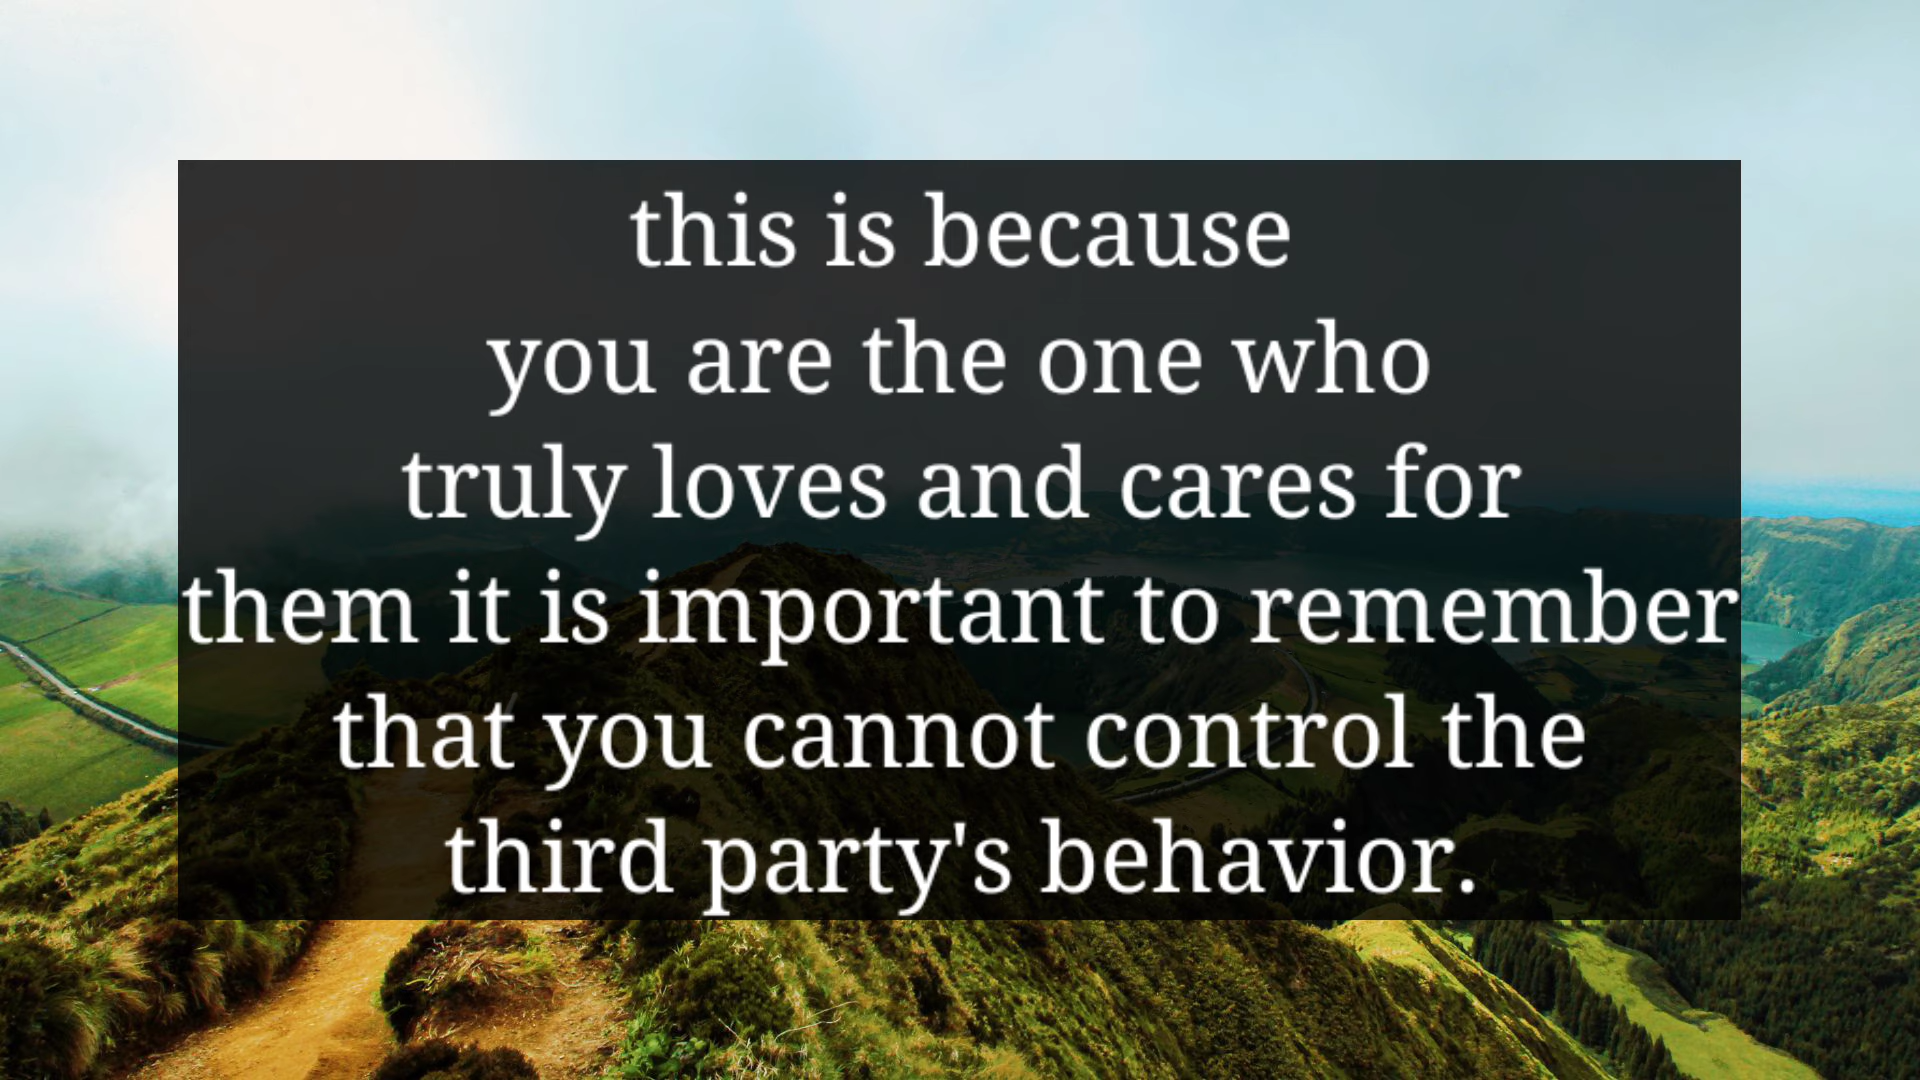 this is because
you are the one who
truly loves and cares for
them it is important to remember
that you cannot control the
third party's behavior.